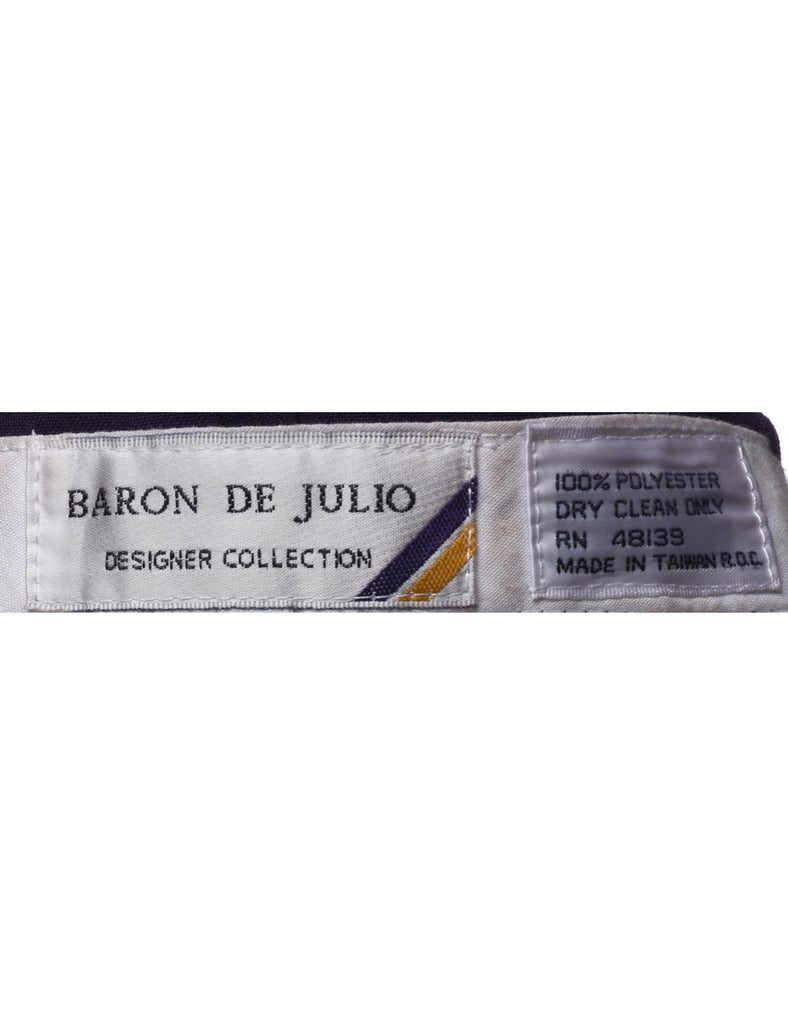 BARON DE JULIO
DESIGNER COLLECTION
100% POLYESTER
DRY CLEAN ONLY
RN 48139
MADE IN TAIWAN R.O.C.